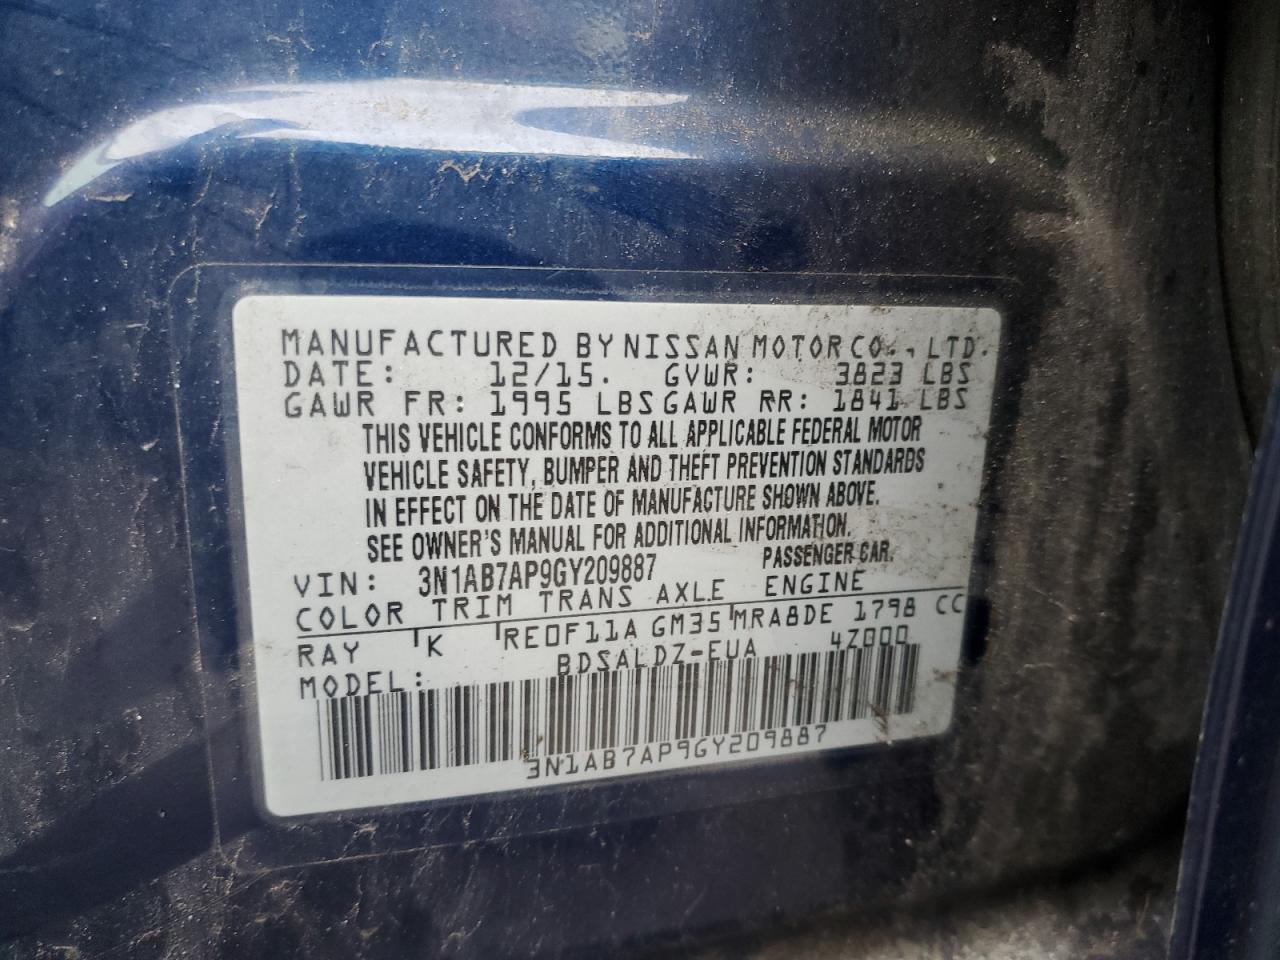 MANUFACTURED BY NISSAN MOTOR CO., LTD.
DATE: 12/15. GVWR: 3823 LBS
GAWR FR: 1995 LBS GAWR RR: 1841 LBS
THIS VEHICLE CONFORMS TO ALL APPLICABLE FEDERAL MOTOR
VEHICLE SAFETY, BUMPER AND THEFT PREVENTION STANDARDS
IN EFFECT ON THE DATE OF MANUFACTURE SHOWN ABOVE.
SEE OWNER'S MANUAL FOR ADDITIONAL INFORMATION.
VIN: 3N1AB7AP9GY209887 PASSENGER CAR.
COLOR TRIM TRANS AXLE ENGINE
RAY K RE0F11A GM35 MRA8DE 1798 CC
MODEL: BDSALDZ-EUA 4Z000
3N1AB7AP9GY209887